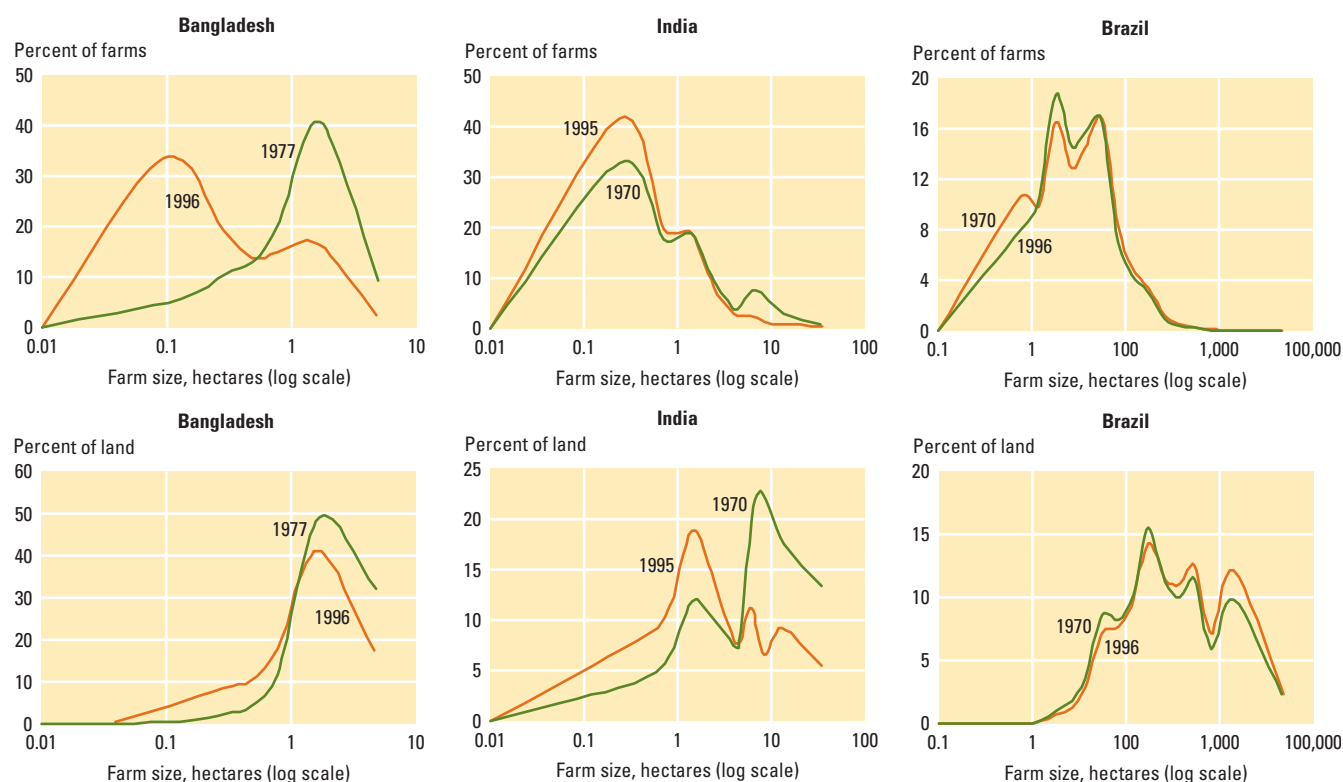 Bangladesh
Percent of farms
50
40
30
20
10
0
1977
1996
0.01 0.1 1 10
Farm size, hectares (log scale)
India
Percent of farms
50
40
30
20
10
0
1995
1970
0.01 0.1 1 10 100
Farm size, hectares (log scale)
Brazil
Percent of farms
20
16
12
8
4
0
1970
1996
0.1 1 100 1,000 100,000
Farm size, hectares (log scale)
Bangladesh
Percent of land
60
50
40
30
20
10
0
1977
1996
0.01 0.1 1 10
Farm size, hectares (log scale)
India
Percent of land
25
20
15
10
5
0
1970
1995
0.01 0.1 1 10 100
Farm size, hectares (log scale)
Brazil
Percent of land
20
15
10
5
0
1970
1996
0.1 1 100 1,000 100,000
Farm size, hectares (log scale)